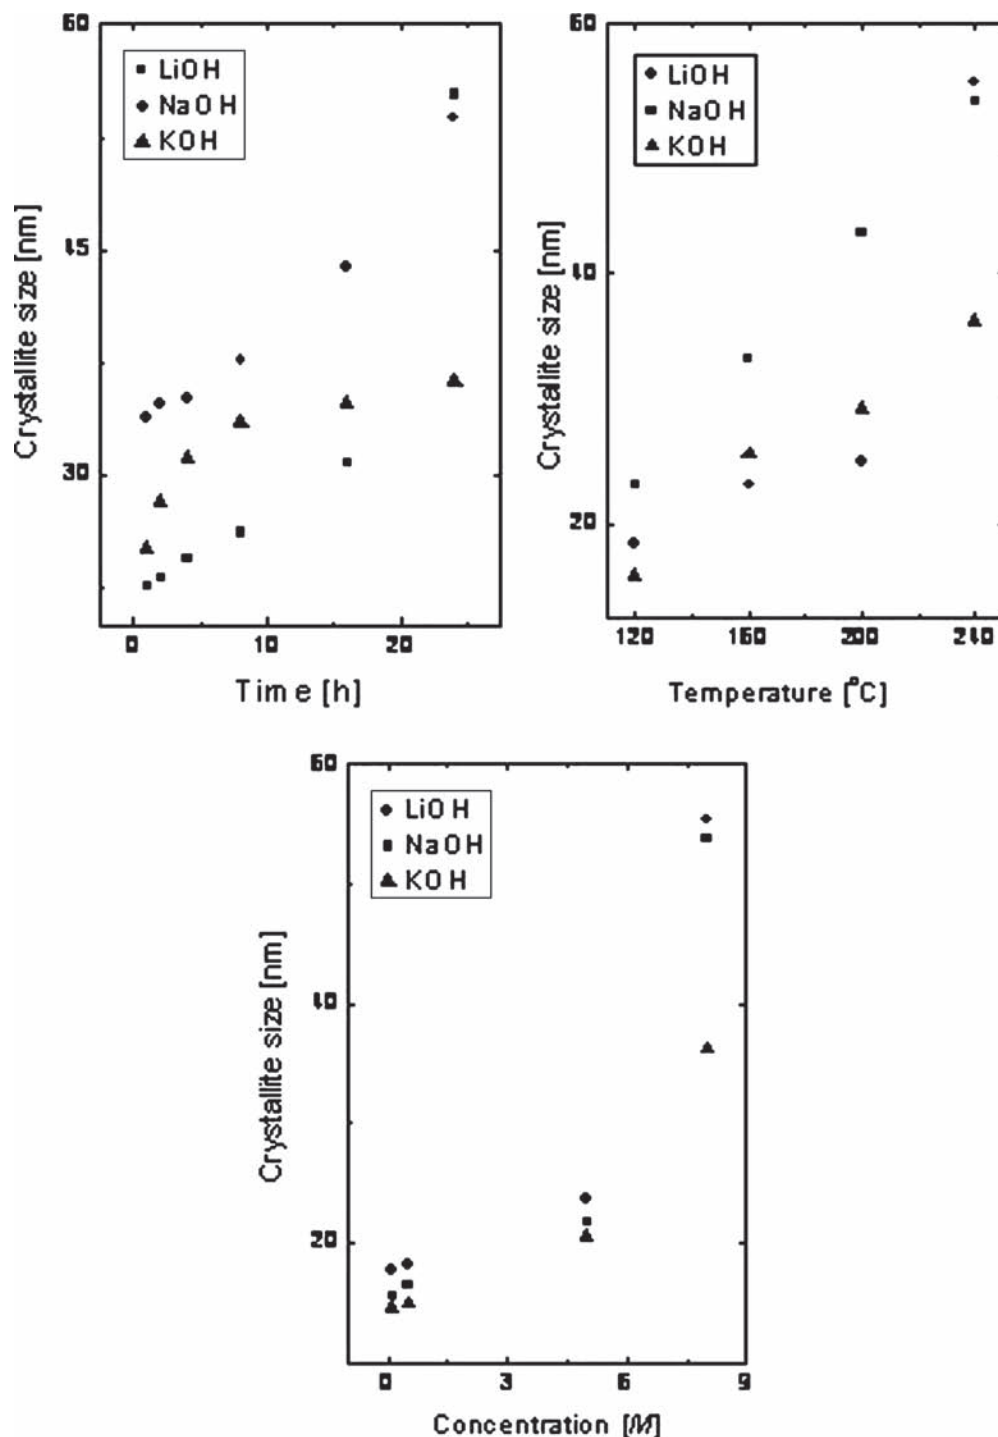 60
LiOH
NaOH
KOH
45
30
Crystallite size [nm]
0 10 20
Time [h]
60
LiOH
NaOH
KOH
40
20
Crystallite size [nm]
120 160 200 240
Temperature [°C]
60
LiOH
NaOH
KOH
40
20
Crystallite size [nm]
0 3 6 9
Concentration [M]